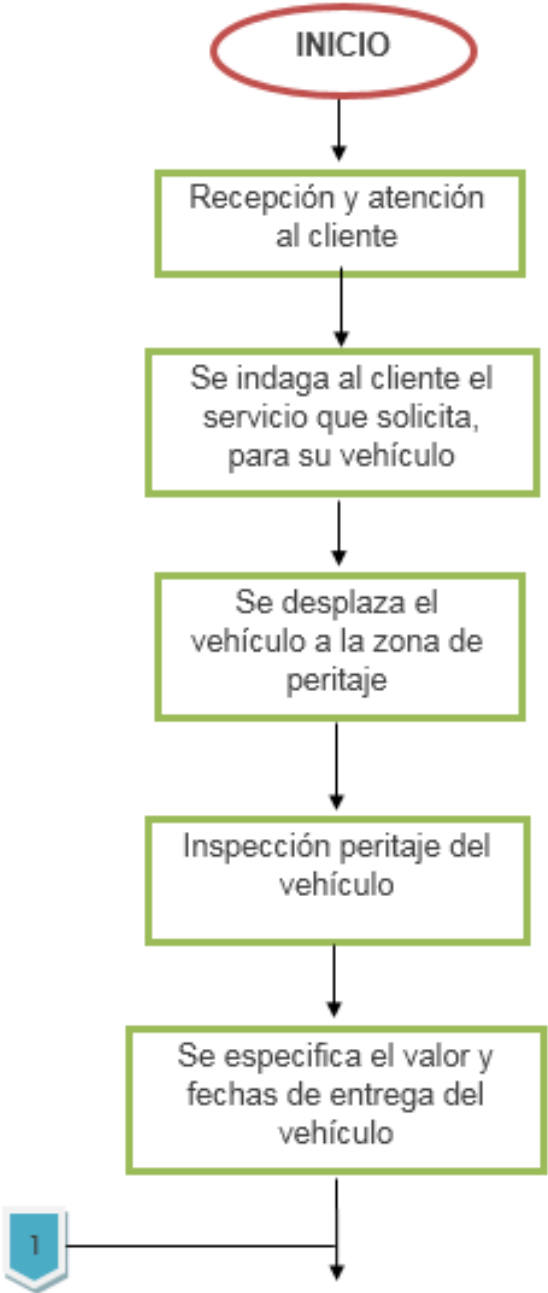 INICIO
Recepción y atención
al cliente
Se indaga al cliente el
servicio que solicita,
para su vehículo
Se desplaza el
vehículo a la zona de
peritaje
Inspección peritaje del
vehículo
Se especifica el valor y
fechas de entrega del
vehículo
1